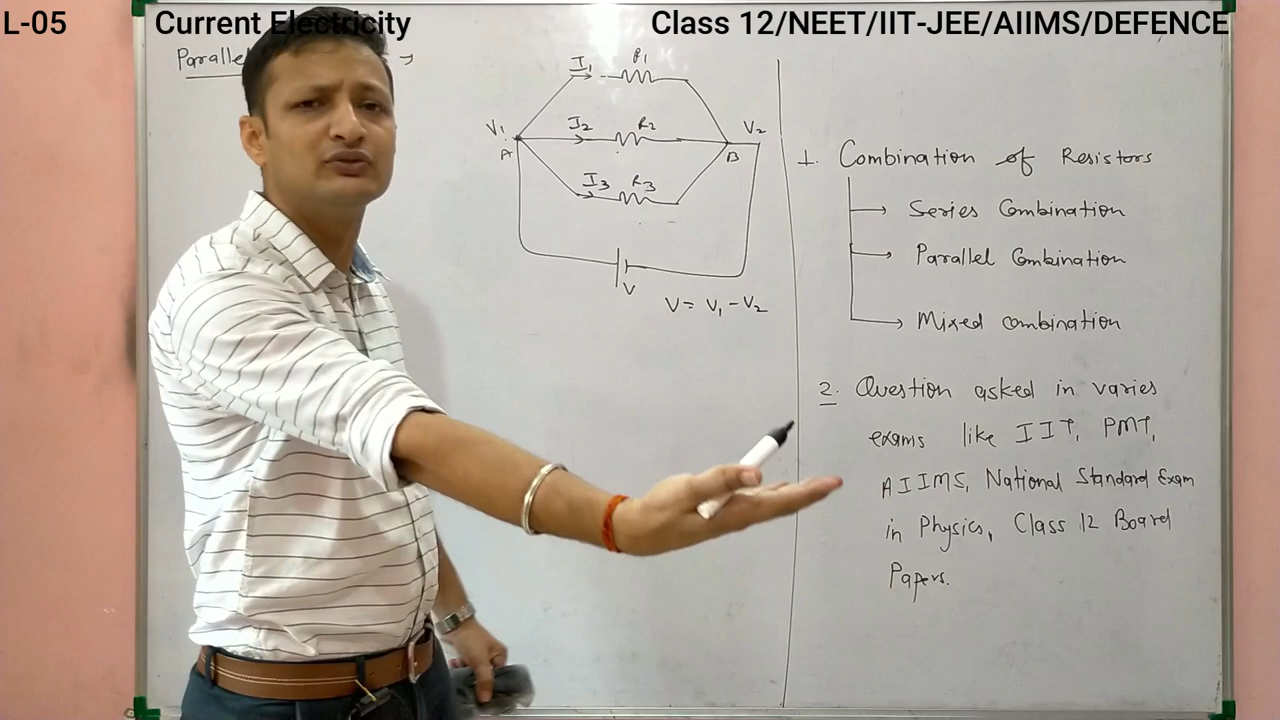 L-05 Current Electricity Class 12/NEET/IIT-JEE/AIIMS/DEFENCE
I1 R1
V1 I2 R2 V2
A B
I3 R3
V
V = V1 - V2
1. Combination of Resistors
Series Combination
Parallel Combination
Mixed combination
2. Question asked in varies
exams like IIT, PMT,
AIIMS, National Standard Exam
in Physics, Class 12 Board
Papers.